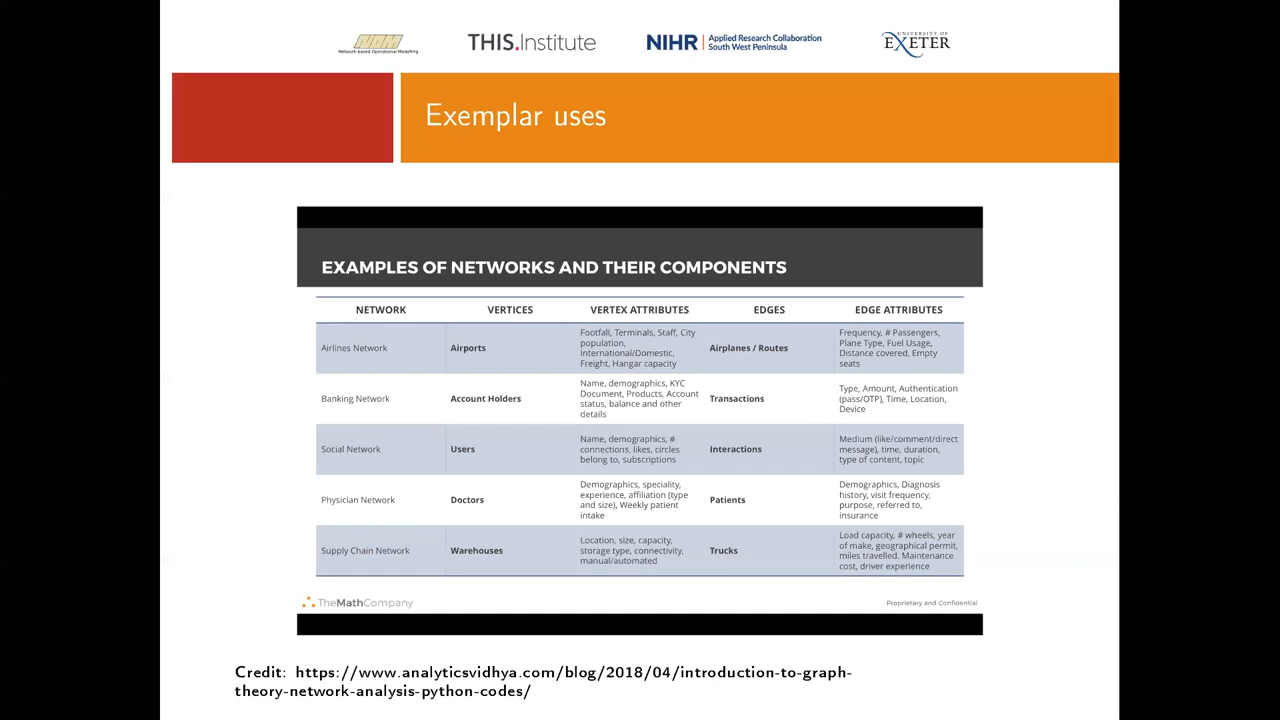 NOM
Network based Operational Modelling
THIS.Institute
NIHR | Applied Research Collaboration
South West Peninsula
UNIVERSITY OF
EXETER
Exemplar uses
EXAMPLES OF NETWORKS AND THEIR COMPONENTS
NETWORK VERTICES VERTEX ATTRIBUTES EDGES EDGE ATTRIBUTES
Airlines Network
Airports
Footfall, Terminals, Staff, City
population,
International/Domestic,
Freight, Hangar capacity
Airplanes / Routes
Frequency, # Passengers,
Plane Type, Fuel Usage,
Distance covered, Empty
seats
Banking Network
Account Holders
Name, demographics, KYC
Document, Products, Account
status, balance and other
details
Transactions
Type, Amount, Authentication
(pass/OTP), Time, Location,
Device
Social Network
Users
Name, demographics, #
connections, likes, circles
belong to, subscriptions
Interactions
Medium (like/comment/direct
message), time, duration,
type of content, topic
Physician Network
Doctors
Demographics, speciality,
experience, affiliation (type
and size), Weekly patient
intake
Patients
Demographics, Diagnosis
history, visit frequency,
purpose, referred to,
insurance
Supply Chain Network
Warehouses
Location, size, capacity,
storage type, connectivity,
manual/automated
Trucks
Load capacity, # wheels, year
of make, geographical permit,
miles travelled. Maintenance
cost, driver experience
TheMathCompany
Proprietary and Confidential
Credit: https://www.analyticsvidhya.com/blog/2018/04/introduction-to-graph-
theory-network-analysis-python-codes/